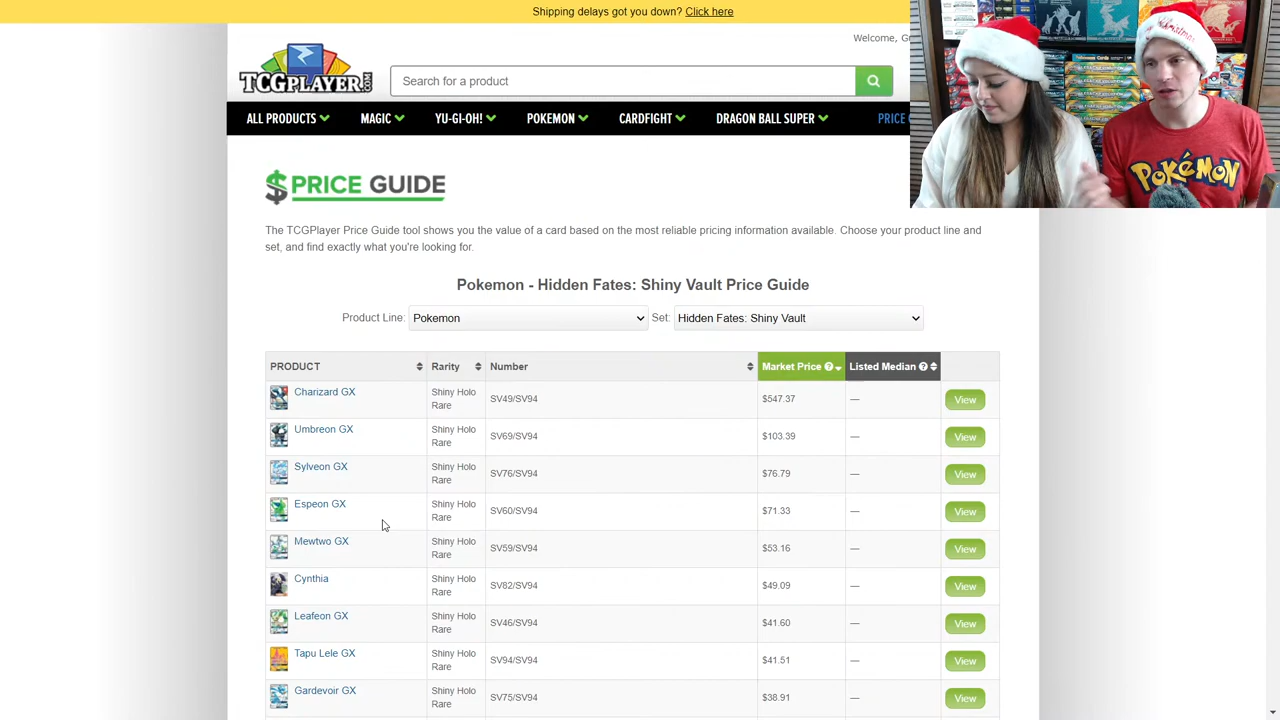 Shipping delays got you down? Click here
Welcome, Gu
TCGPLAYER.COM
Search for a product
ALL PRODUCTS
MAGIC
YU-GI-OH!
POKEMON
CARDFIGHT
DRAGON BALL SUPER
PRICE
Christmas
POKéMON
$ PRICE GUIDE
The TCGPlayer Price Guide tool shows you the value of a card based on the most reliable pricing information available. Choose your product line and
set, and find exactly what you're looking for.
Pokemon - Hidden Fates: Shiny Vault Price Guide
Product Line: Pokemon Set: Hidden Fates: Shiny Vault
PRODUCT Rarity Number Market Price ? Listed Median ?
Charizard GX Shiny Holo Rare SV49/SV94 $547.37 — View
Umbreon GX Shiny Holo Rare SV69/SV94 $103.39 — View
Sylveon GX Shiny Holo Rare SV76/SV94 $76.79 — View
Espeon GX Shiny Holo Rare SV60/SV94 $71.33 — View
Mewtwo GX Shiny Holo Rare SV59/SV94 $53.16 — View
Cynthia Shiny Holo Rare SV82/SV94 $49.09 — View
Leafeon GX Shiny Holo Rare SV46/SV94 $41.60 — View
Tapu Lele GX Shiny Holo Rare SV94/SV94 $41.51 — View
Gardevoir GX Shiny Holo Rare SV75/SV94 $38.91 — View